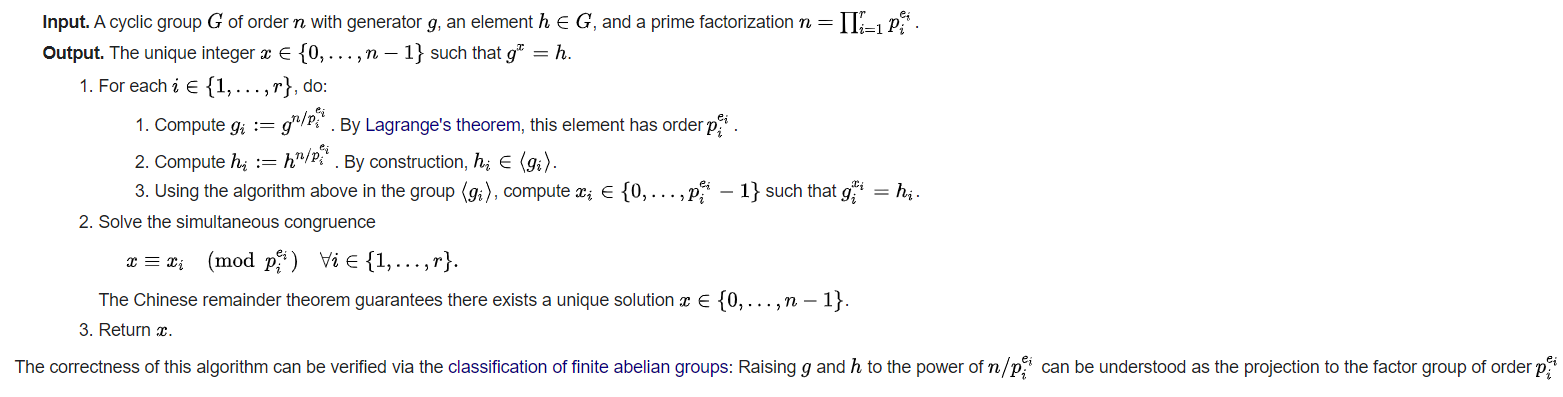 Input. A cyclic group G of order n with generator g, an element h ∈ G, and a prime factorization n = ∏_{i=1}^{r} p_i^{e_i} .
Output. The unique integer x ∈ {0, . . . , n − 1} such that g^x = h.
1. For each i ∈ {1, . . . , r}, do:
1. Compute g_i := g^{n/p_i^{e_i}} . By Lagrange's theorem, this element has order p_i^{e_i} .
2. Compute h_i := h^{n/p_i^{e_i}} . By construction, h_i ∈ ⟨g_i⟩.
3. Using the algorithm above in the group ⟨g_i⟩, compute x_i ∈ {0, . . . , p_i^{e_i} − 1} such that g_i^{x_i} = h_i.
2. Solve the simultaneous congruence
x ≡ x_i (mod p_i^{e_i}) ∀i ∈ {1, . . . , r}.
The Chinese remainder theorem guarantees there exists a unique solution x ∈ {0, . . . , n − 1}.
3. Return x.
The correctness of this algorithm can be verified via the classification of finite abelian groups: Raising g and h to the power of n/p_i^{e_i} can be understood as the projection to the factor group of order p_i^{e_i}